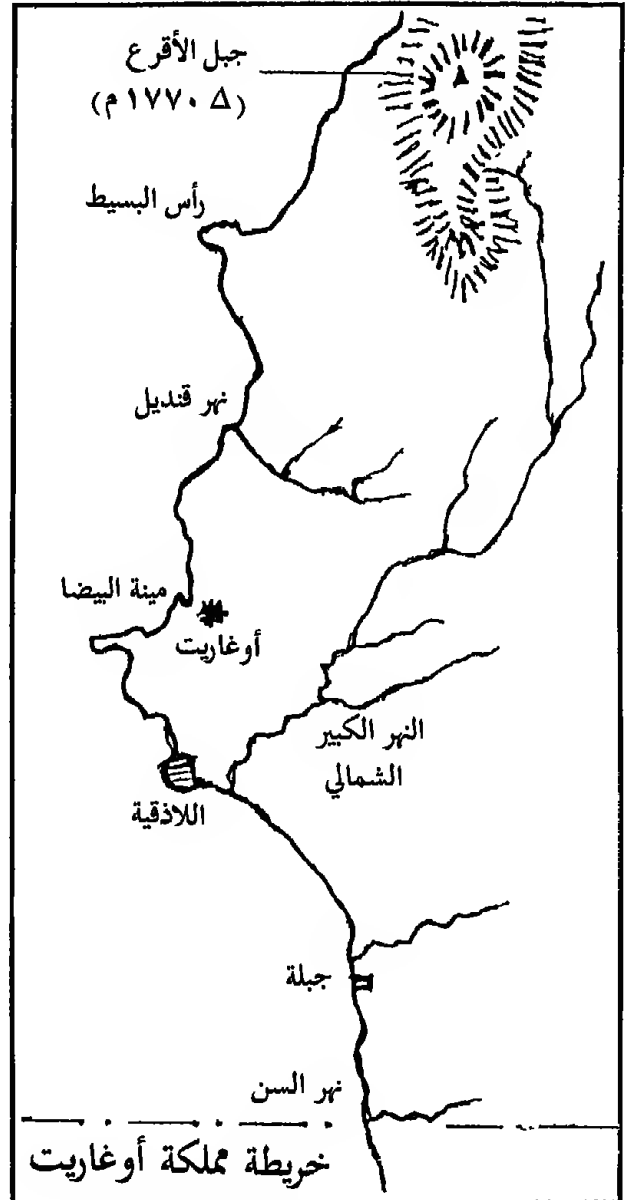 جبل الأقرع
(△ ١٧٧٠ م)
رأس البسيط
نهر قنديل
مينة البيضا
أوغاريت
النهر الكبير
الشمالي
اللاذقية
جبلة
نهر السن
خريطة مملكة أوغاريت